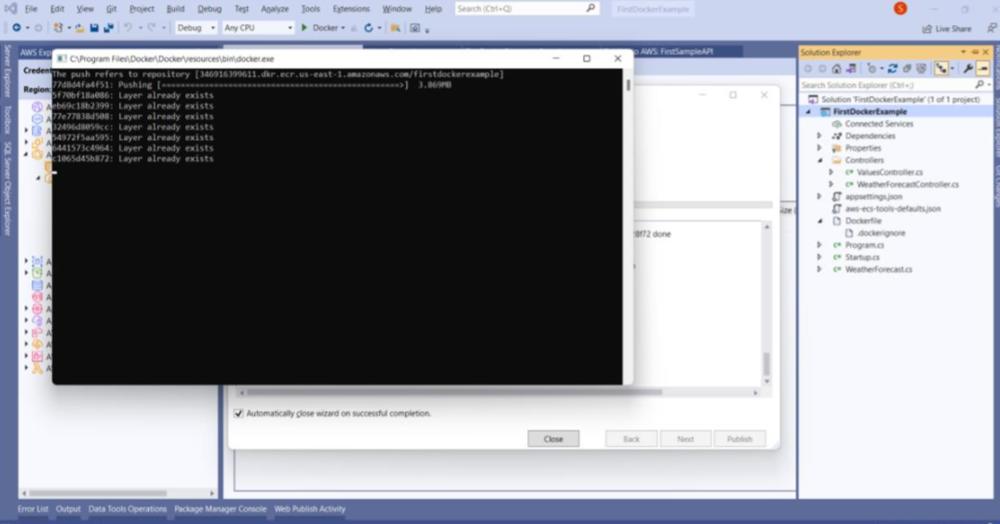 File Edit View Git Project Build Debug Test Analyze Tools Extensions Window Help Search (Ctrl+Q) FirstDockerExample S
Debug Any CPU Docker Live Share
Server Explorer
Toolbox
SQL Server Object Explorer
AWS Exp
Creden
Region:
C:\Program Files\Docker\Docker\resources\bin\docker.exe
The push refers to repository [346916399611.dkr.ecr.us-east-1.amazonaws.com/firstdockerexample]
77d8d4fa4f51: Pushing [==================================================>] 3.869MB
5f70bf18a086: Layer already exists
eb69c18b2399: Layer already exists
77e77838d508: Layer already exists
32496d8059cc: Layer already exists
54972f5aa595: Layer already exists
6441573c4964: Layer already exists
c1065d45b872: Layer already exists
to AWS: FirstSampleAPI
size (
8f72 done
Automatically close wizard on successful completion.
Close Back Next Publish
Solution Explorer
Search Solution Explorer (Ctrl+;)
Solution 'FirstDockerExample' (1 of 1 project)
FirstDockerExample
Connected Services
Dependencies
Properties
Controllers
C# ValuesController.cs
C# WeatherForecastController.cs
appsettings.json
aws-ecs-tools-defaults.json
Dockerfile
.dockerignore
C# Program.cs
C# Startup.cs
C# WeatherForecast.cs
Error List Output Data Tools Operations Package Manager Console Web Publish Activity